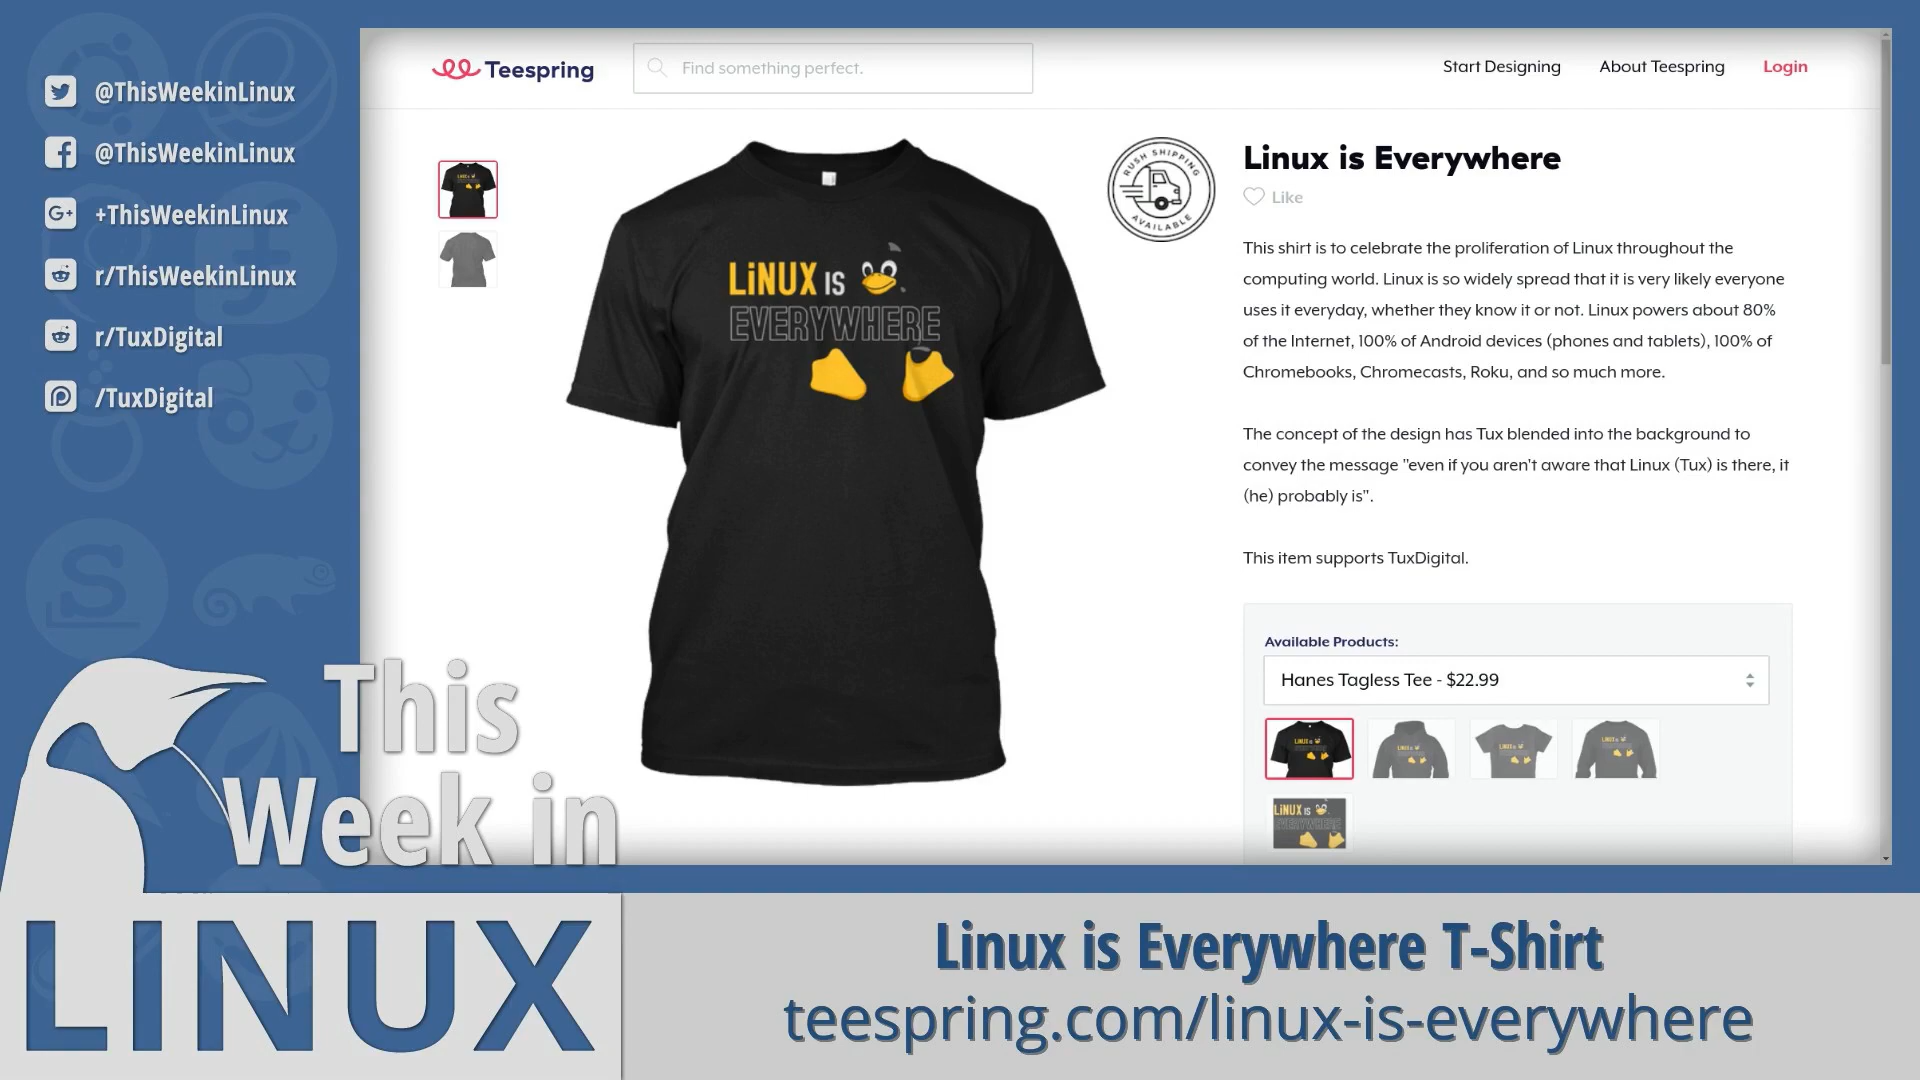 @ThisWeekinLinux
@ThisWeekinLinux
G+ +ThisWeekinLinux
r/ThisWeekinLinux
r/TuxDigital
/TuxDigital
Teespring
Find something perfect.
Start Designing
About Teespring
Login
LiNUX IS
EVERYWHERE
RUSH SHIPPING
AVAILABLE
Linux is Everywhere
Like
This shirt is to celebrate the proliferation of Linux throughout the
computing world. Linux is so widely spread that it is very likely everyone
uses it everyday, whether they know it or not. Linux powers about 80%
of the Internet, 100% of Android devices (phones and tablets), 100% of
Chromebooks, Chromecasts, Roku, and so much more.
The concept of the design has Tux blended into the background to
convey the message "even if you aren't aware that Linux (Tux) is there, it
(he) probably is".
This item supports TuxDigital.
Available Products:
Hanes Tagless Tee - $22.99
LiNUX IS
EVERYWHERE
This
Week in
LINUX
Linux is Everywhere T-Shirt
teespring.com/linux-is-everywhere